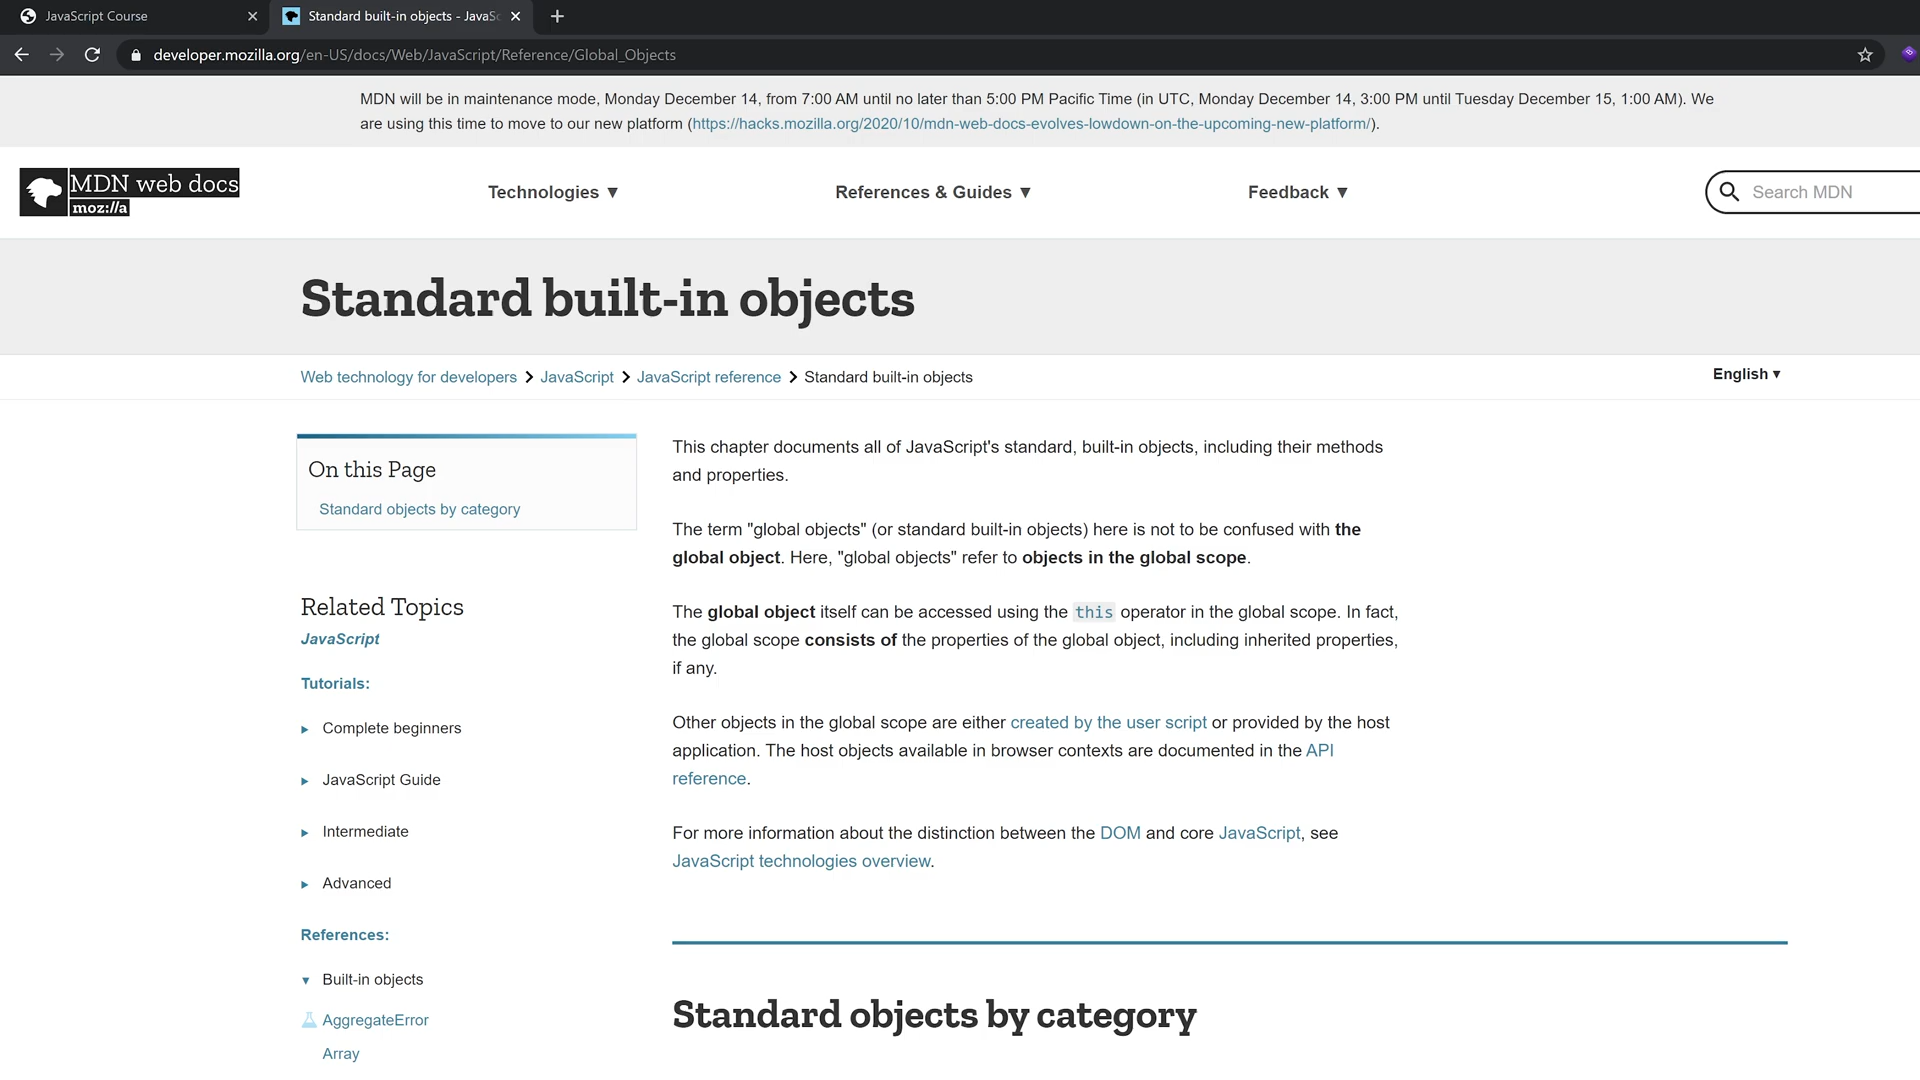 JavaScript Course
Standard built-in objects - JavaSc
developer.mozilla.org/en-US/docs/Web/JavaScript/Reference/Global_Objects
MDN will be in maintenance mode, Monday December 14, from 7:00 AM until no later than 5:00 PM Pacific Time (in UTC, Monday December 14, 3:00 PM until Tuesday December 15, 1:00 AM). We
are using this time to move to our new platform (https://hacks.mozilla.org/2020/10/mdn-web-docs-evolves-lowdown-on-the-upcoming-new-platform/).
MDN web docs
moz://a
Technologies ▼
References & Guides ▼
Feedback ▼
Search MDN
Standard built-in objects
Web technology for developers > JavaScript > JavaScript reference > Standard built-in objects
English ▼
On this Page
Standard objects by category
Related Topics
JavaScript
Tutorials:
Complete beginners
JavaScript Guide
Intermediate
Advanced
References:
Built-in objects
AggregateError
Array
This chapter documents all of JavaScript's standard, built-in objects, including their methods
and properties.
The term "global objects" (or standard built-in objects) here is not to be confused with the
global object. Here, "global objects" refer to objects in the global scope.
The global object itself can be accessed using the this operator in the global scope. In fact,
the global scope consists of the properties of the global object, including inherited properties,
if any.
Other objects in the global scope are either created by the user script or provided by the host
application. The host objects available in browser contexts are documented in the API
reference.
For more information about the distinction between the DOM and core JavaScript, see
JavaScript technologies overview.
Standard objects by category